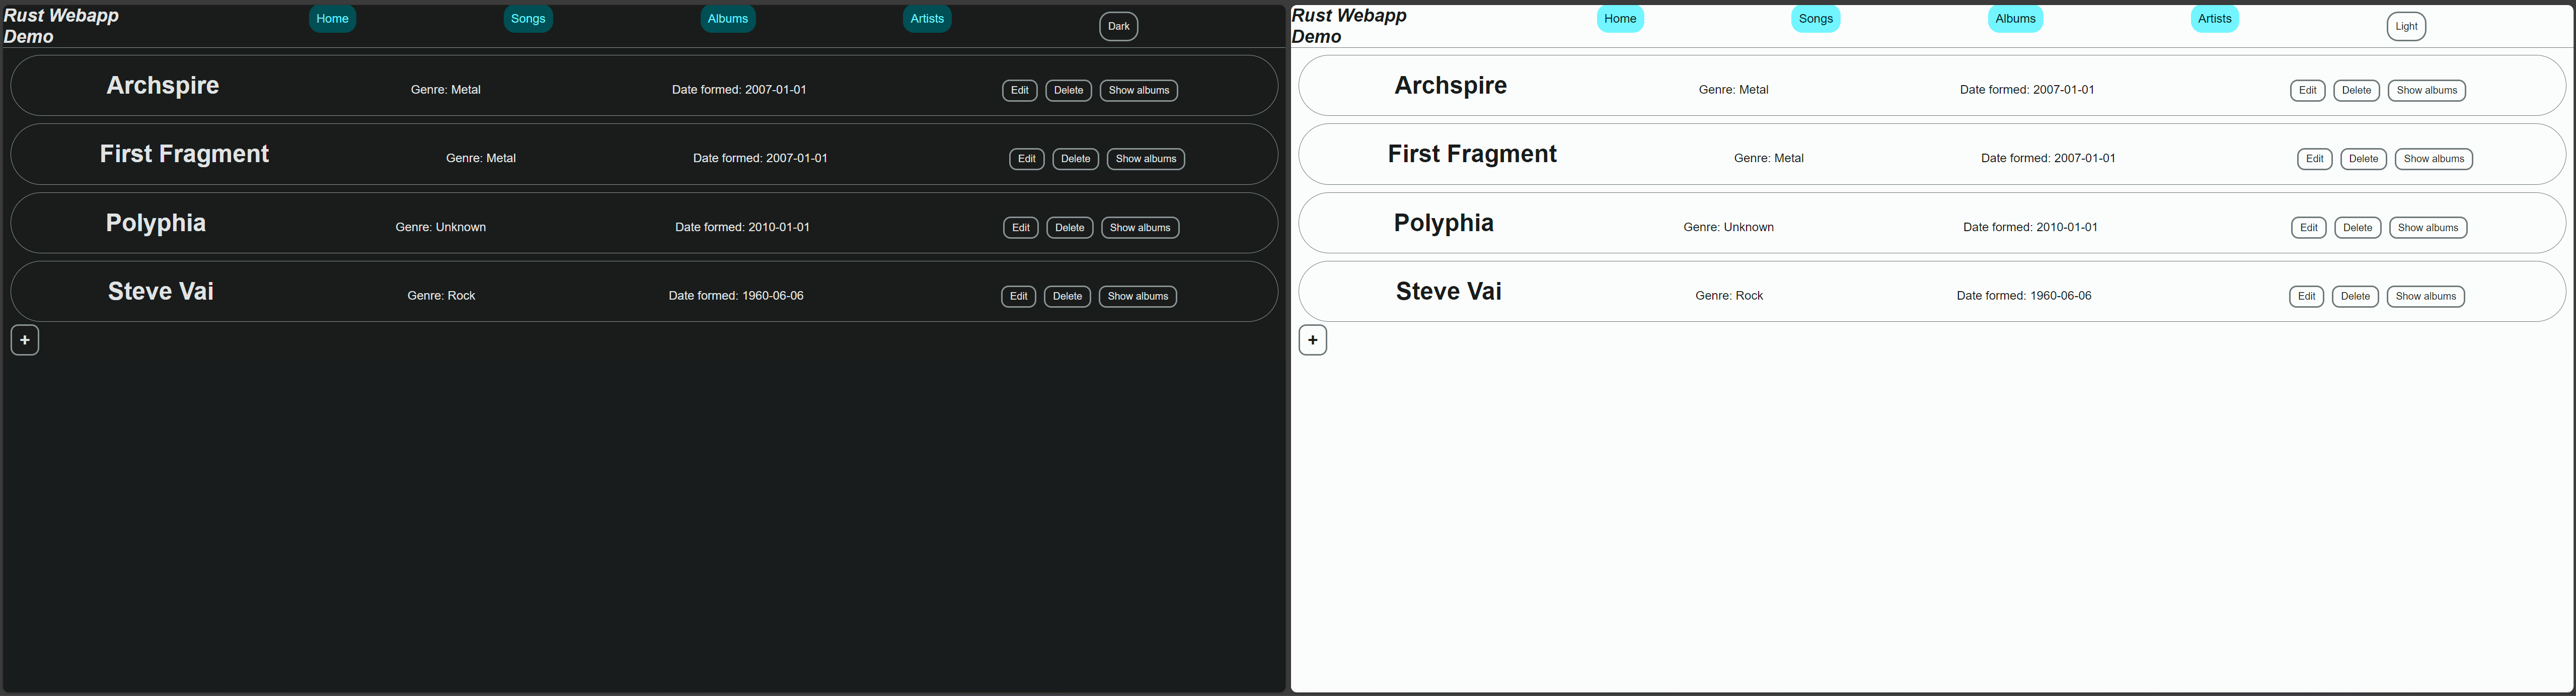 Rust Webapp
Demo
Home Songs Albums Artists Dark
Archspire Genre: Metal Date formed: 2007-01-01 Edit Delete Show albums
First Fragment Genre: Metal Date formed: 2007-01-01 Edit Delete Show albums
Polyphia Genre: Unknown Date formed: 2010-01-01 Edit Delete Show albums
Steve Vai Genre: Rock Date formed: 1960-06-06 Edit Delete Show albums
+
Rust Webapp
Demo
Home Songs Albums Artists Light
Archspire Genre: Metal Date formed: 2007-01-01 Edit Delete Show albums
First Fragment Genre: Metal Date formed: 2007-01-01 Edit Delete Show albums
Polyphia Genre: Unknown Date formed: 2010-01-01 Edit Delete Show albums
Steve Vai Genre: Rock Date formed: 1960-06-06 Edit Delete Show albums
+